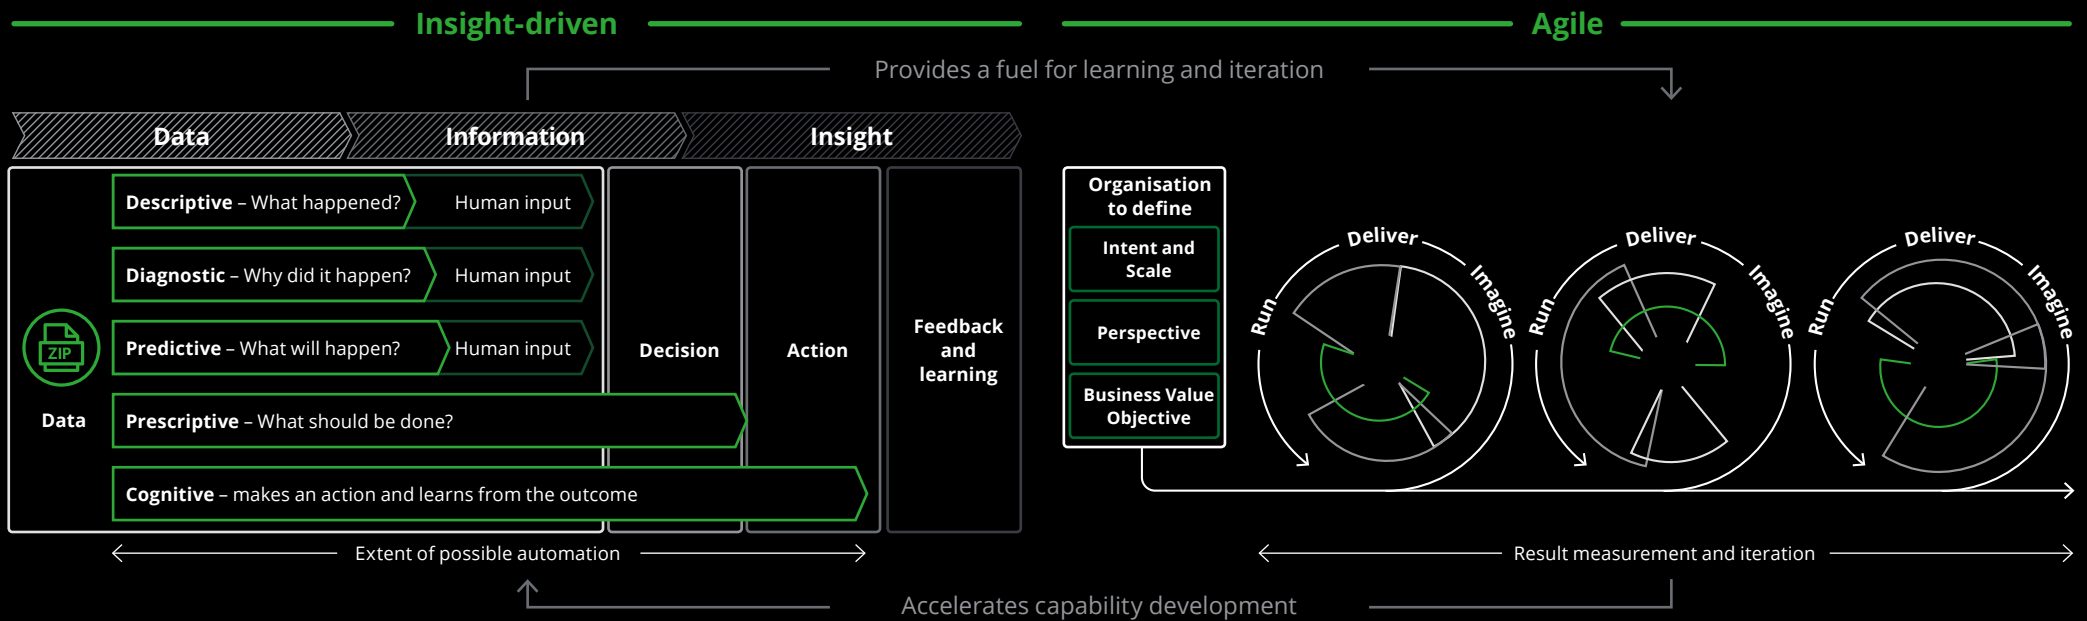 Insight-driven
Agile
Provides a fuel for learning and iteration
Data
Information
Insight
Descriptive – What happened?
Human input
Diagnostic – Why did it happen?
Human input
Predictive – What will happen?
Human input
Prescriptive – What should be done?
Cognitive – makes an action and learns from the outcome
ZIP
Data
Decision
Action
Feedback
and
learning
Extent of possible automation
Organisation
to define
Intent and
Scale
Perspective
Business Value
Objective
Run
Deliver
Imagine
Run
Deliver
Imagine
Run
Deliver
Imagine
Result measurement and iteration
Accelerates capability development